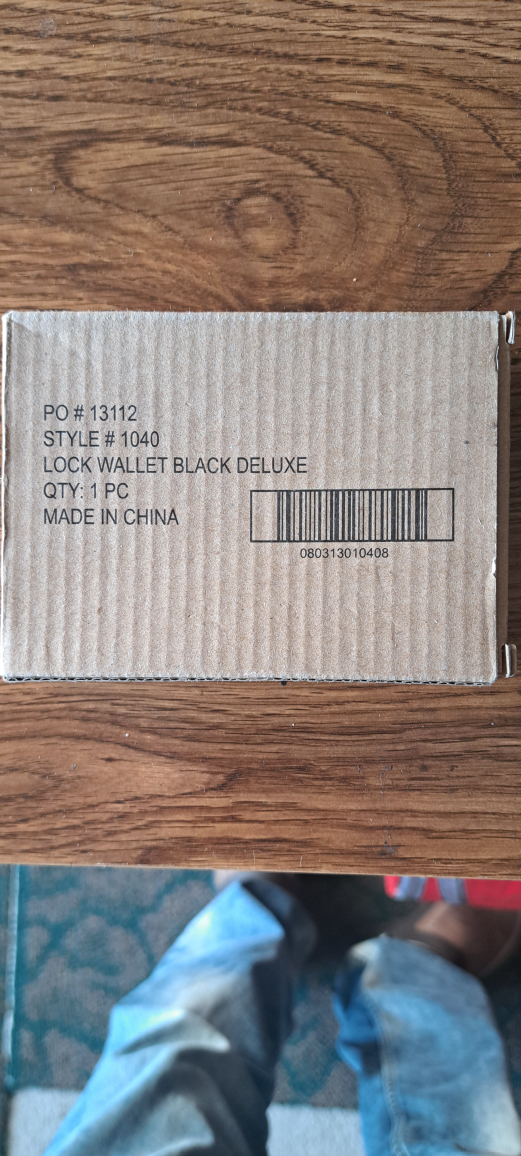 PO # 13112
STYLE # 1040
LOCK WALLET BLACK DELUXE
QTY: 1 PC
MADE IN CHINA
080313010408